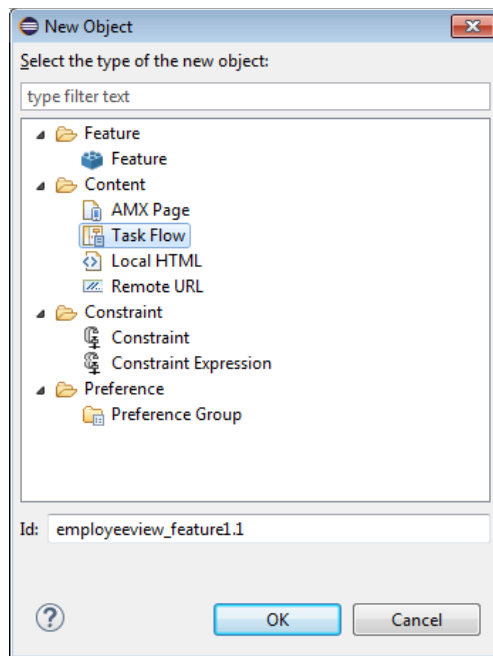 New Object
Select the type of the new object:
type filter text
Feature
Feature
Content
AMX Page
Task Flow
Local HTML
Remote URL
Constraint
Constraint
Constraint Expression
Preference
Preference Group
Id: employeeview_feature1.1
? OK Cancel